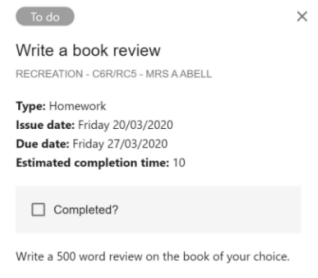 To do
Write a book review
RECREATION - C6R/RC5 - MRS A ABELL
Type: Homework
Issue date: Friday 20/03/2020
Due date: Friday 27/03/2020
Estimated completion time: 10
Completed?
Write a 500 word review on the book of your choice.